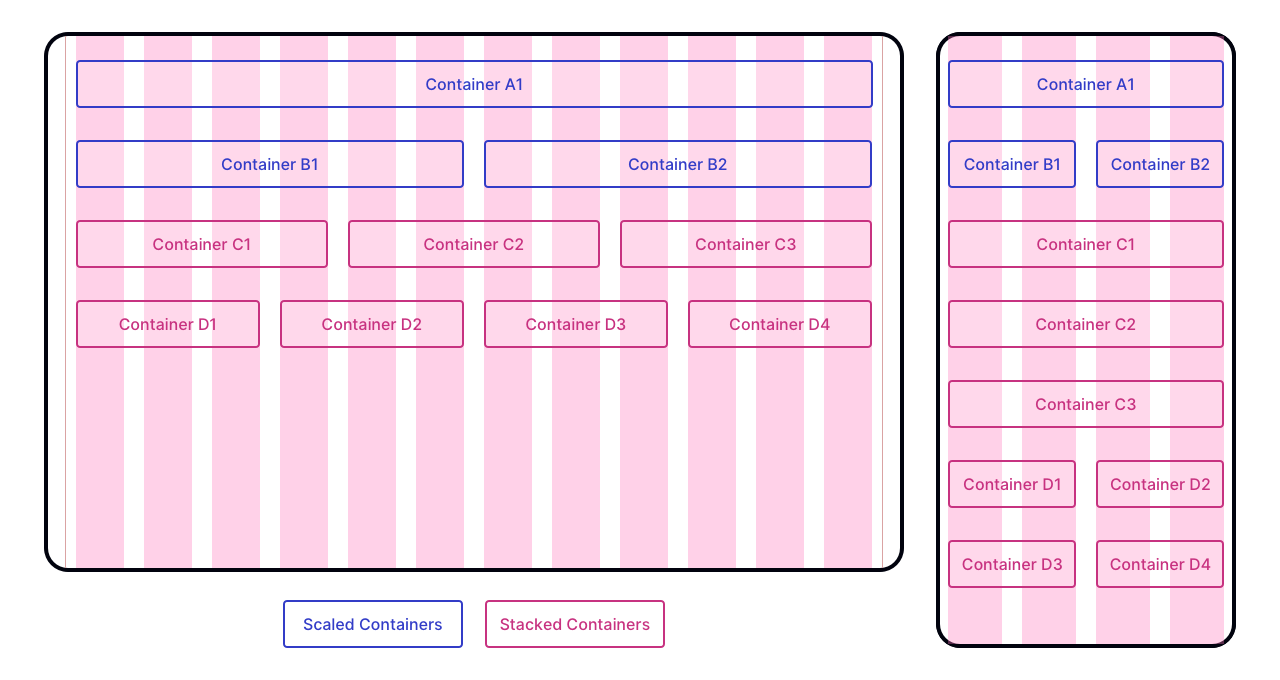 Container A1
Container B1
Container B2
Container C1
Container C2
Container C3
Container D1
Container D2
Container D3
Container D4
Scaled Containers
Stacked Containers
Container A1
Container B1
Container B2
Container C1
Container C2
Container C3
Container D1
Container D2
Container D3
Container D4